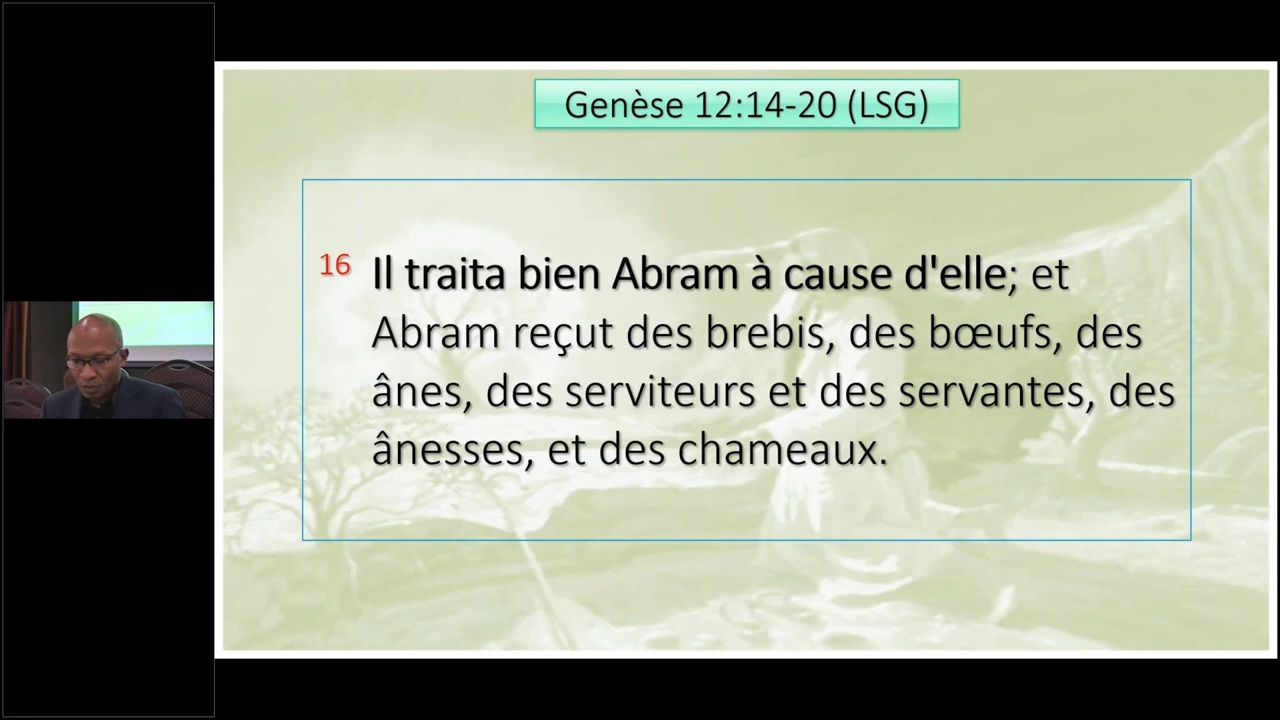 Genèse 12:14-20 (LSG)
16 Il traita bien Abram à cause d'elle; et
Abram reçut des brebis, des bœufs, des
ânes, des serviteurs et des servantes, des
ânesses, et des chameaux.